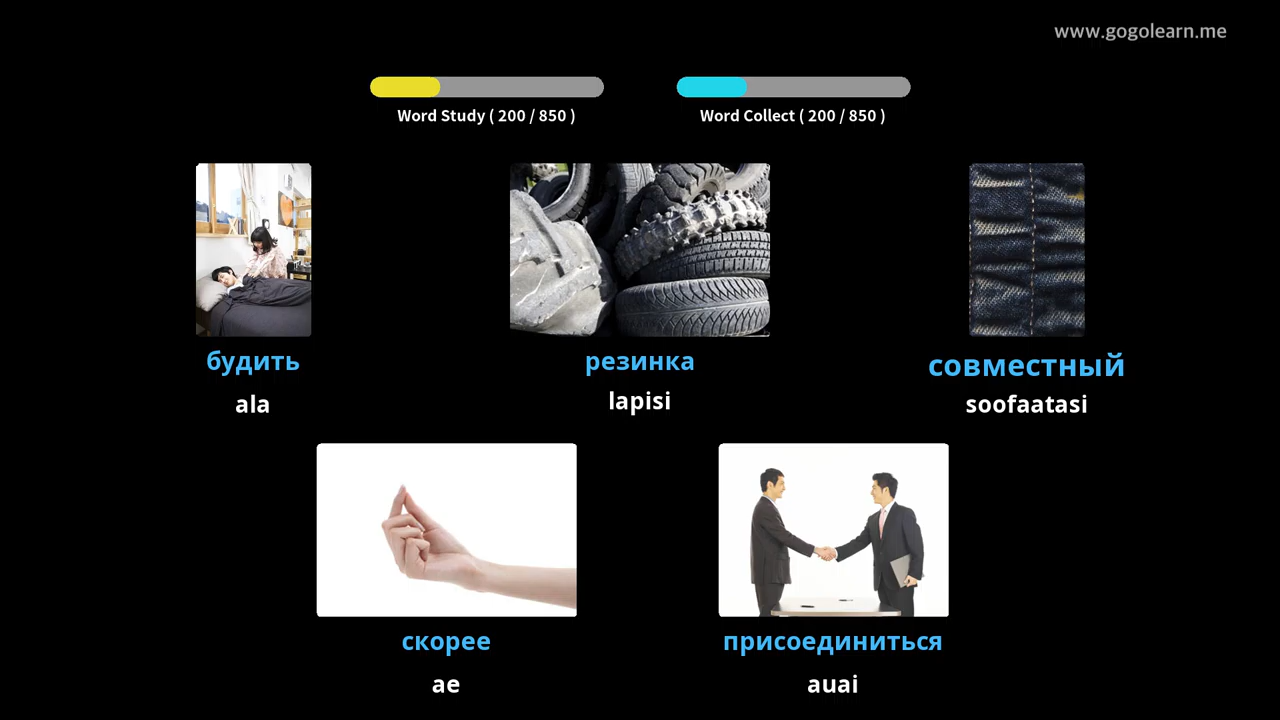 www.gogolearn.me
Word Study ( 200 / 850 )
Word Collect ( 200 / 850 )
будить
ala
резинка
lapisi
совместный
soofaatasi
скорее
ae
присоединиться
auai